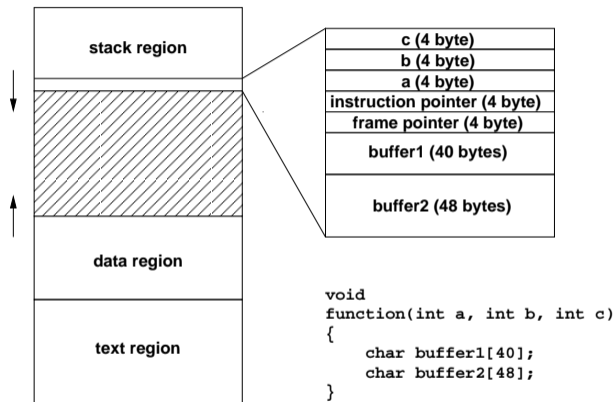 stack region
data region
text region
c (4 byte)
b (4 byte)
a (4 byte)
instruction pointer (4 byte)
frame pointer (4 byte)
buffer1 (40 bytes)
buffer2 (48 bytes)
void
function(int a, int b, int c)
{
    char buffer1[40];
    char buffer2[48];
}